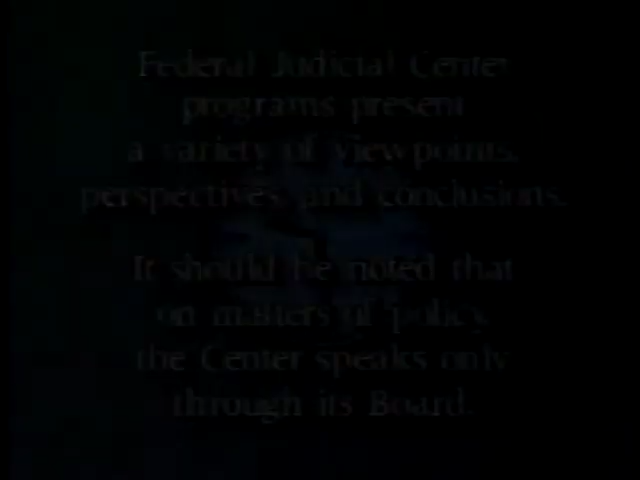 Federal Judicial Center
programs present
a variety of viewpoints,
perspectives and conclusions.
It should be noted that
on matters of policy
the Center speaks only
through its Board.